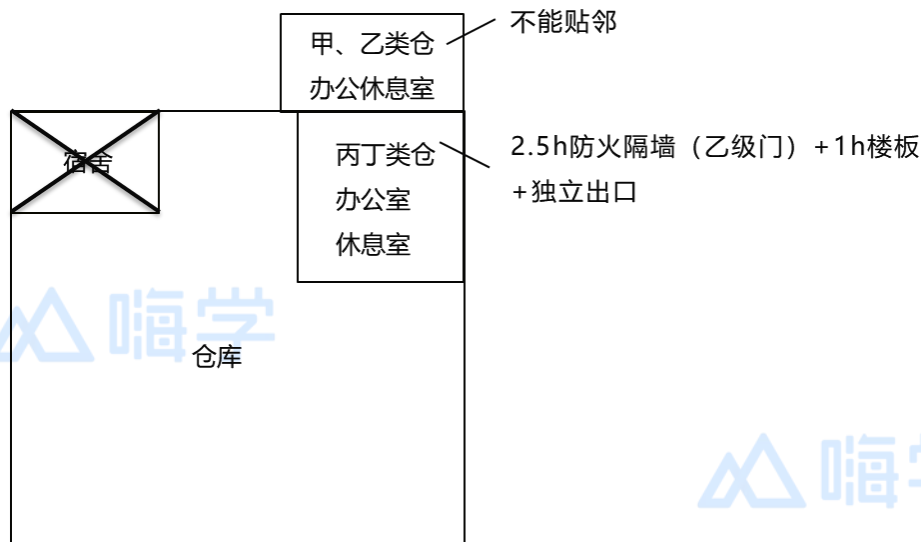 不能贴邻
甲、乙类仓
办公休息室
宿舍
丙丁类仓
办公室
休息室
2.5h防火隔墙（乙级门）+1h楼板
+独立出口
嗨学
仓库
嗨学